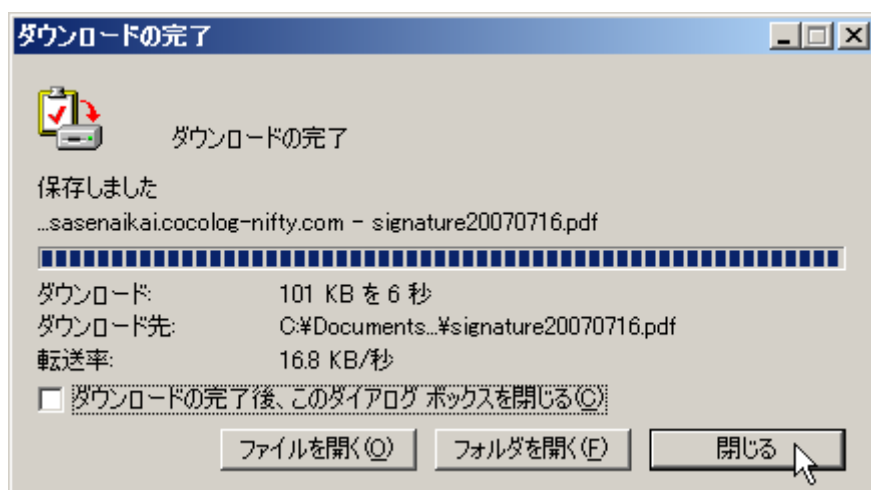 ダウンロードの完了
ダウンロードの完了
保存しました
...sasenaikai.cocolog-nifty.com - signature20070716.pdf
ダウンロード: 101 KB を 6 秒
ダウンロード先: C:¥Documents...¥signature20070716.pdf
転送率: 16.8 KB/秒
ダウンロードの完了後、このダイアログ ボックスを閉じる(C)
ファイルを開く(O) フォルダを開く(F) 閉じる